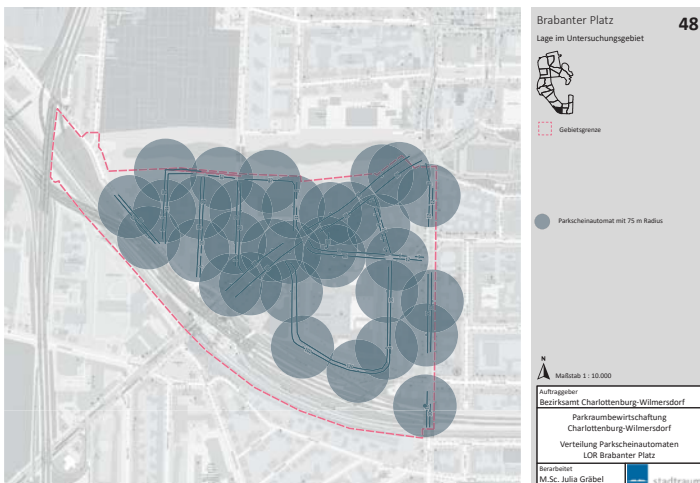 Brabanter Platz
48
Lage im Untersuchungsgebiet
Gebietsgrenze
Parkscheinautomat mit 75 m Radius
N
Maßstab 1 : 10.000
Auftraggeber
Bezirksamt Charlottenburg-Wilmersdorf
Parkraumbewirtschaftung
Charlottenburg-Wilmersdorf
Verteilung Parkscheinautomaten
LOR Brabanter Platz
Bearbeitet
M.Sc. Julia Gräbel
stadtraum